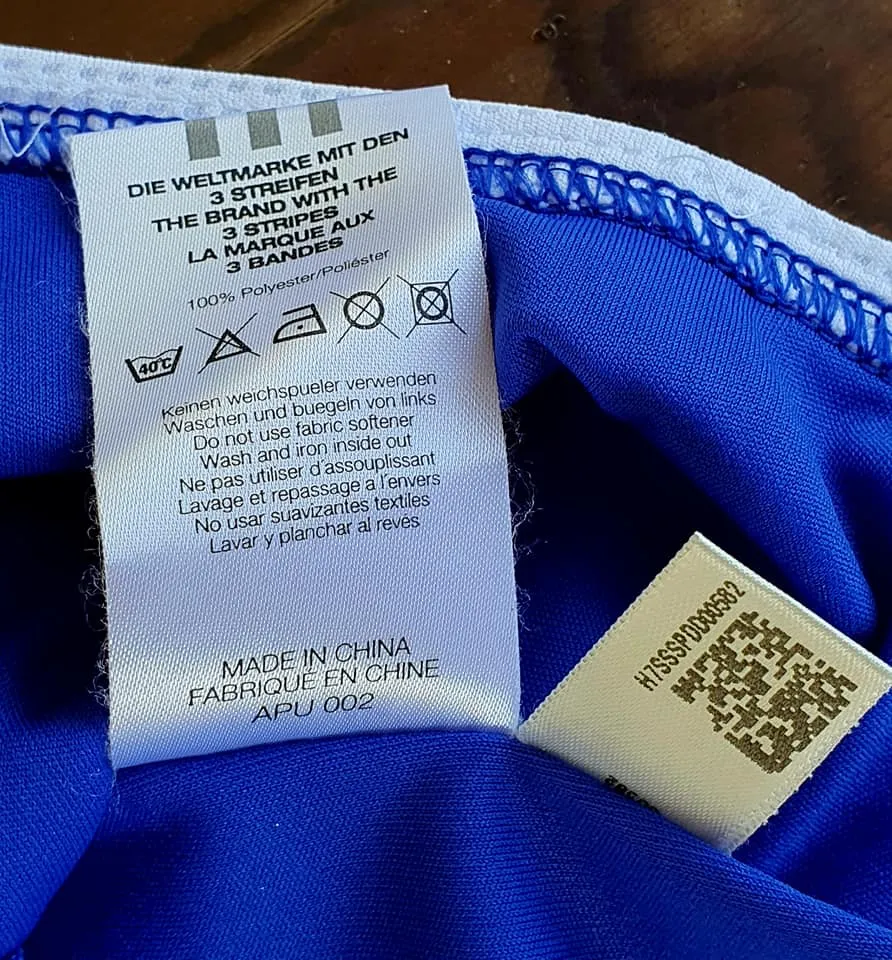 DIE WELTMARKE MIT DEN
3 STREIFEN
THE BRAND WITH THE
3 STRIPES
LA MARQUE AUX
3 BANDES
100% Polyester/Poliéster
40°C
Keinen weichspueler verwenden
Waschen und buegeln von links
Do not use fabric softener
Wash and iron inside out
Ne pas utiliser d'assouplissant
Lavage et repassage a l'envers
No usar suavizantes textiles
Lavar y planchar al revés
MADE IN CHINA
FABRIQUE EN CHINE
APU 002
H7SSSPDD00582